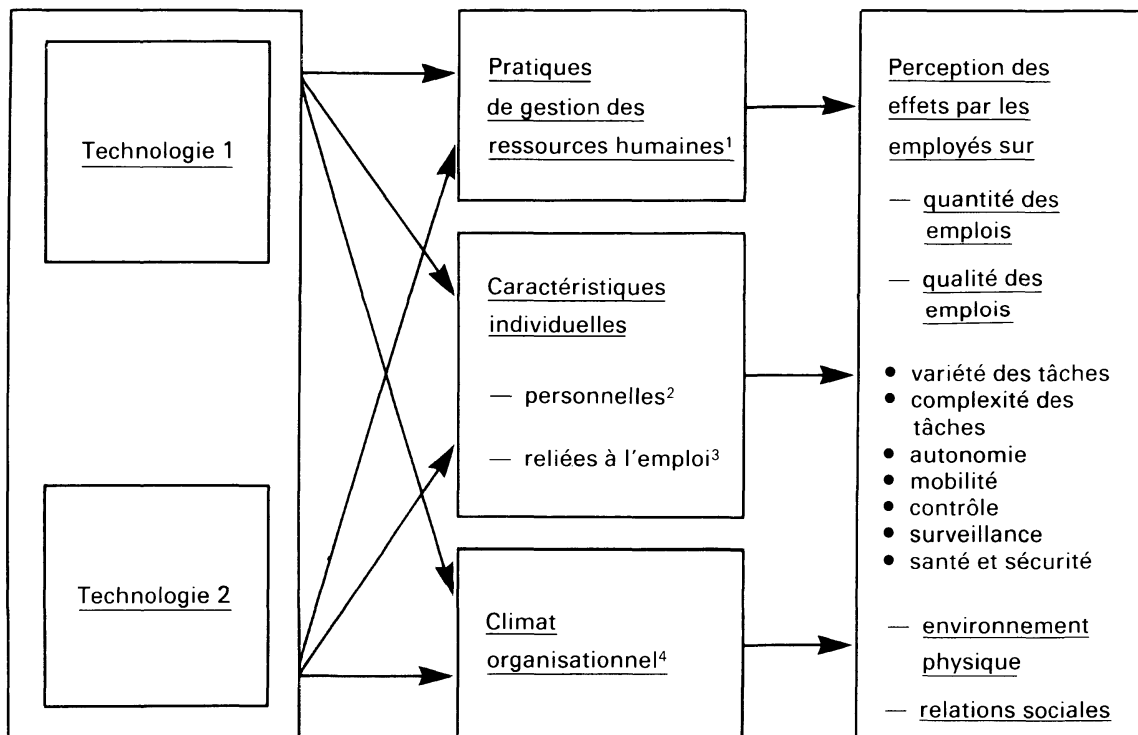 Technologie 1
Technologie 2
Pratiques
de gestion des
ressources humaines¹
Caractéristiques
individuelles
— personnelles²
— reliées à l'emploi³
Climat
organisationnel⁴
Perception des
effets par les
employés sur
— quantité des
emplois
— qualité des
emplois
• variété des tâches
• complexité des
tâches
• autonomie
• mobilité
• contrôle
• surveillance
• santé et sécurité
— environnement
physique
— relations sociales